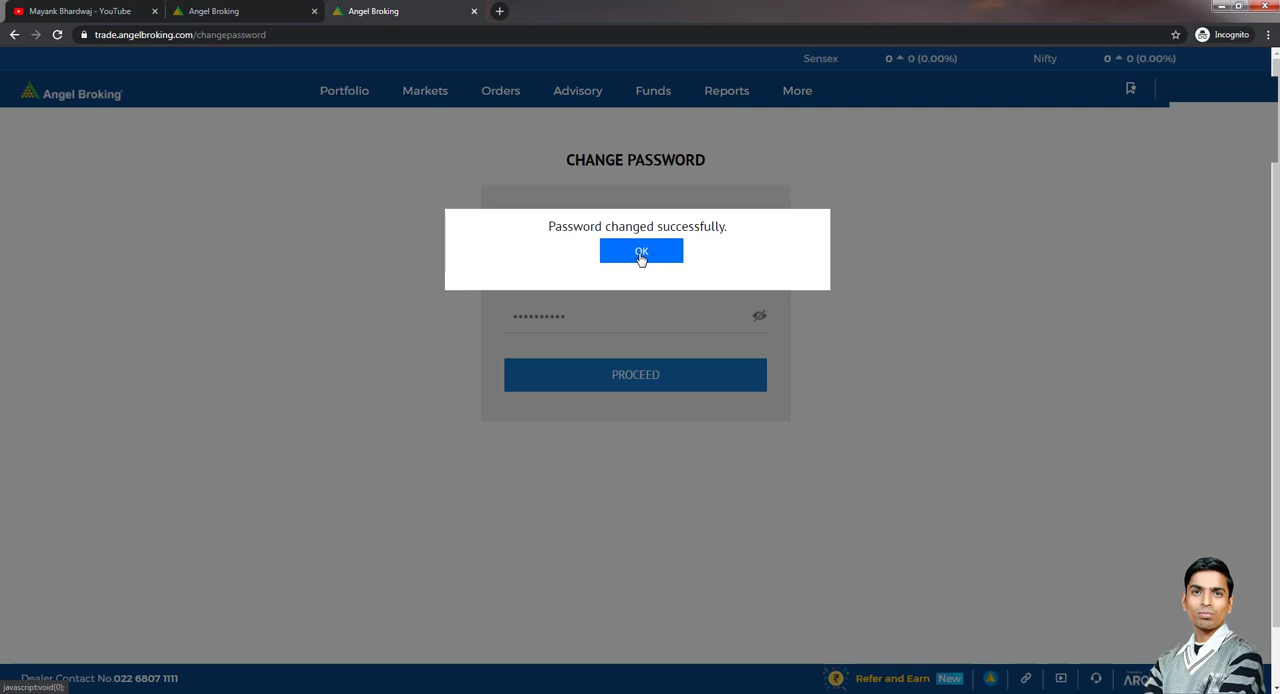 Mayank Bhardwaj - YouTube
Angel Broking
Angel Broking
trade.angelbroking.com/changepassword
Incognito
Sensex 0 0 (0.00%) Nifty 0 0 (0.00%)
Angel Broking
Portfolio Markets Orders Advisory Funds Reports More
CHANGE PASSWORD
Password changed successfully.
OK
••••••••••
PROCEED
Dealer Contact No.022 6807 1111
Refer and Earn New
javascript:void(0);